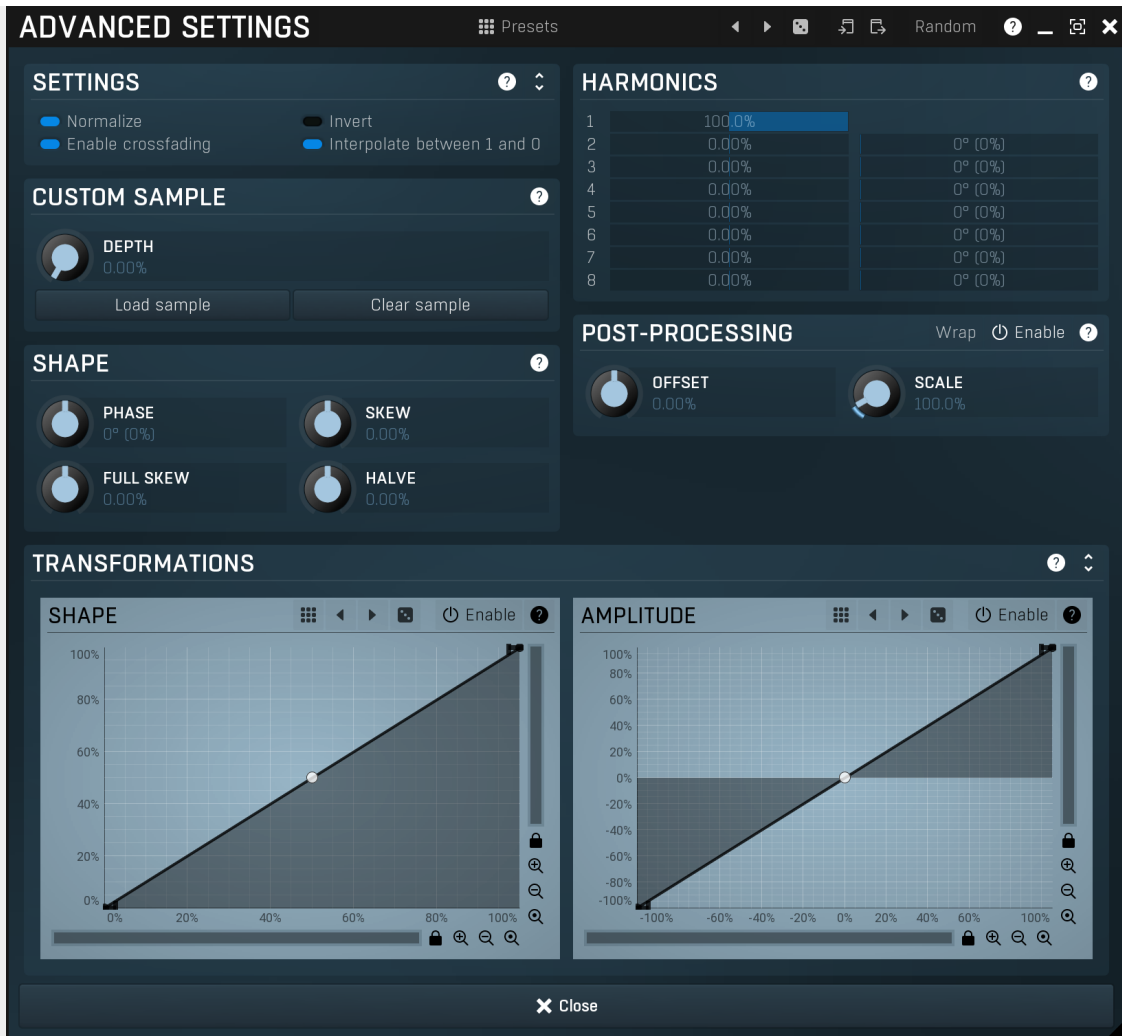 ADVANCED SETTINGS Presets Random ?
SETTINGS ?
Normalize Invert
Enable crossfading Interpolate between 1 and 0
CUSTOM SAMPLE ?
DEPTH
0.00%
Load sample Clear sample
SHAPE ?
PHASE SKEW
0° (0%) 0.00%
FULL SKEW HALVE
0.00% 0.00%
HARMONICS ?
1 100.0%
2 0.00% 0° (0%)
3 0.00% 0° (0%)
4 0.00% 0° (0%)
5 0.00% 0° (0%)
6 0.00% 0° (0%)
7 0.00% 0° (0%)
8 0.00% 0° (0%)
POST-PROCESSING Wrap Enable ?
OFFSET SCALE
0.00% 100.0%
TRANSFORMATIONS ?
SHAPE Enable ?
100%
80%
60%
40%
20%
0%
0% 20% 40% 60% 80% 100%
AMPLITUDE Enable ?
100%
80%
60%
40%
20%
0%
-20%
-40%
-60%
-80%
-100%
-100% -60% -40% -20% 0% 20% 40% 60% 100%
Close